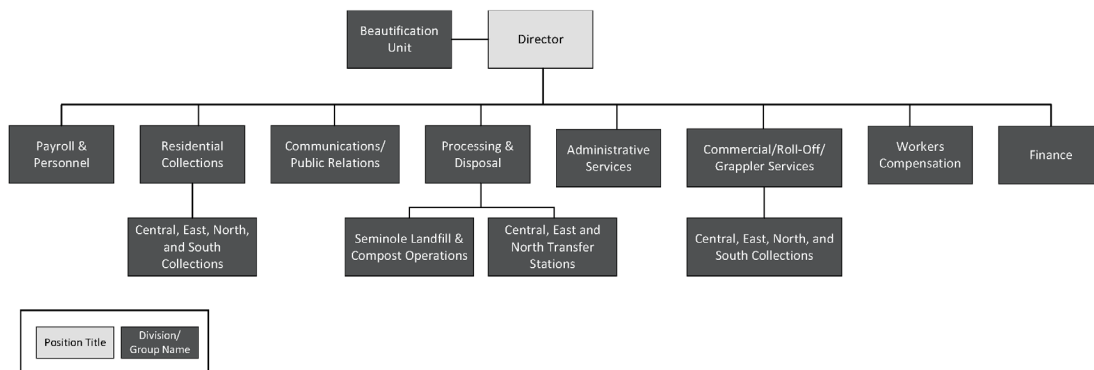 Beautification
Unit
Director
Payroll &
Personnel
Residential
Collections
Communications/
Public Relations
Processing &
Disposal
Administrative
Services
Commercial/Roll-Off/
Grappler Services
Workers
Compensation
Finance
Central, East, North,
and South
Collections
Seminole Landfill &
Compost Operations
Central, East and
North Transfer
Stations
Central, East, North, and
South Collections
Position Title
Division/
Group Name